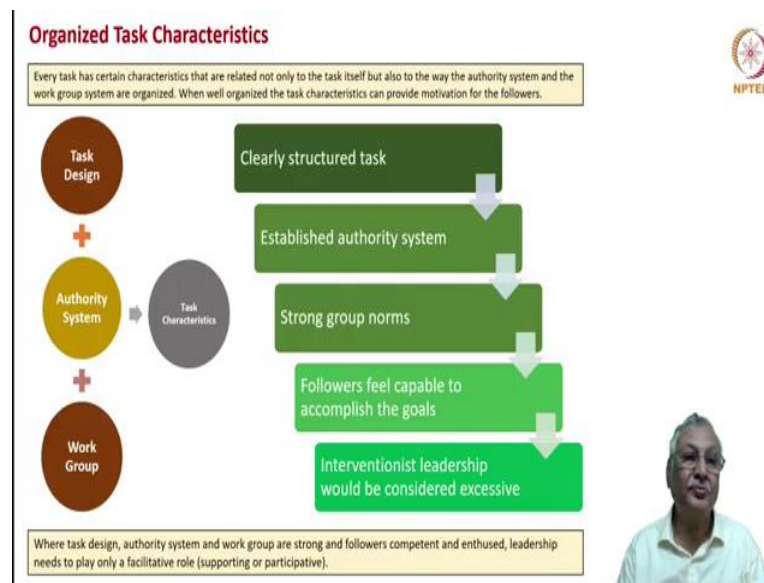 Organized Task Characteristics
Every task has certain characteristics that are related not only to the task itself but also to the way the authority system and the
work group system are organized. When well organized the task characteristics can provide motivation for the followers.
NPTEL
Task
Design
Authority
System
Work
Group
Task
Characteristics
Clearly structured task
Established authority system
Strong group norms
Followers feel capable to
accomplish the goals
Interventionist leadership
would be considered excessive
Where task design, authority system and work group are strong and followers competent and enthused, leadership
needs to play only a facilitative role (supporting or participative).